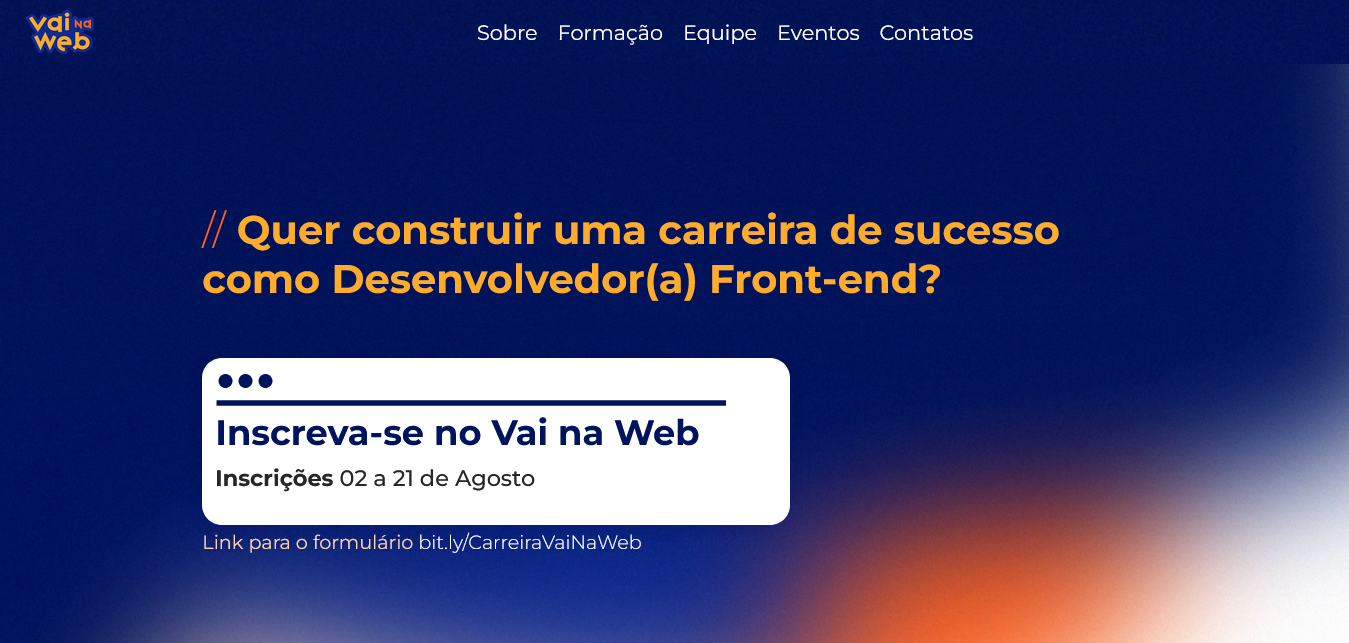 vai na
web
Sobre Formação Equipe Eventos Contatos
// Quer construir uma carreira de sucesso
como Desenvolvedor(a) Front-end?
Inscreva-se no Vai na Web
Inscrições 02 a 21 de Agosto
Link para o formulário bit.ly/CarreiraVaiNaWeb